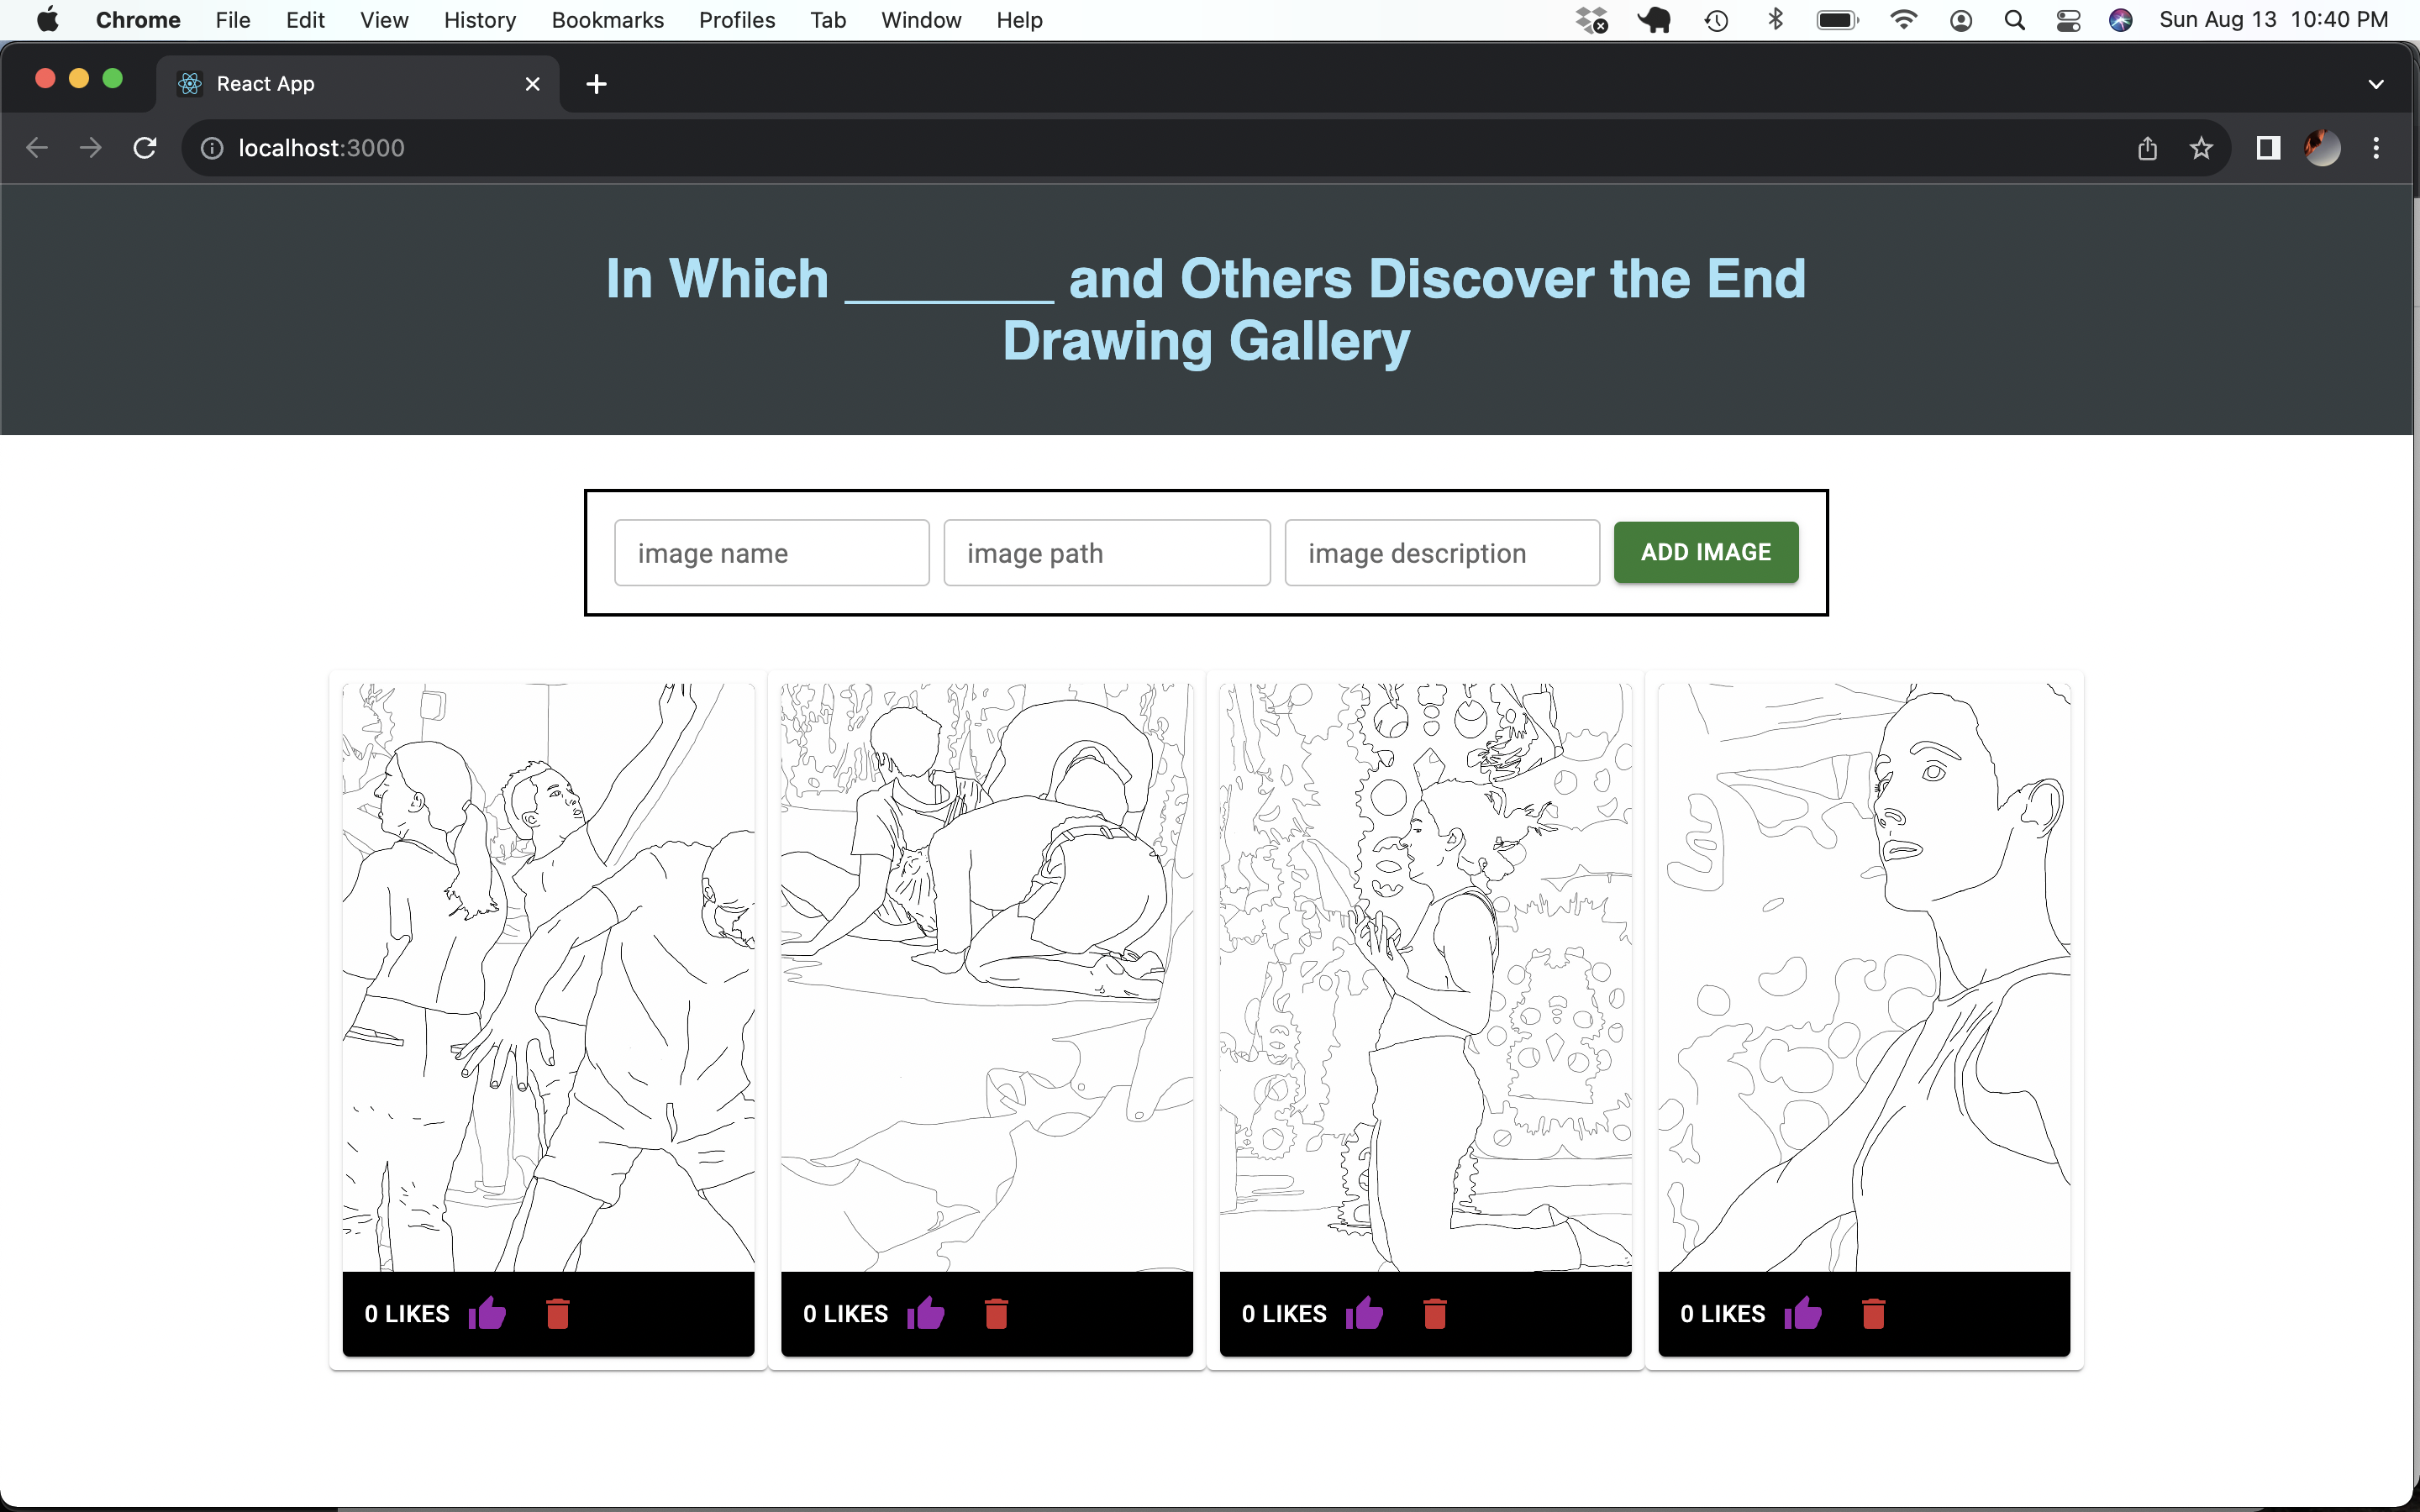 Chrome File Edit View History Bookmarks Profiles Tab Window Help Sun Aug 13 10:40 PM
React App
localhost:3000
In Which _______ and Others Discover the End
Drawing Gallery
image name image path image description ADD IMAGE
0 LIKES 0 LIKES 0 LIKES 0 LIKES